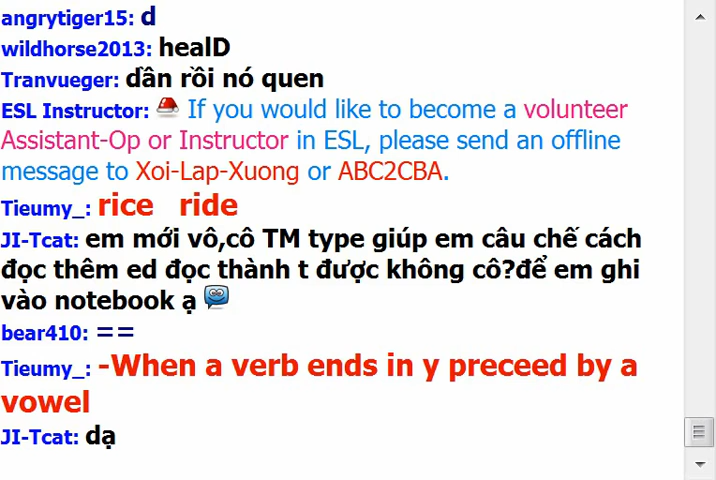 angrytiger15: d
wildhorse2013: healD
Tranvueger: dần rồi nó quen
ESL Instructor: If you would like to become a volunteer
Assistant-Op or Instructor in ESL, please send an offline
message to Xoi-Lap-Xuong or ABC2CBA.
Tieumy_: rice ride
JI-Tcat: em mới vô,cô TM type giúp em câu chế cách
đọc thêm ed đọc thành t được không cô?để em ghi
vào notebook ạ
bear410: ==
Tieumy_: -When a verb ends in y preceed by a
vowel
JI-Tcat: dạ